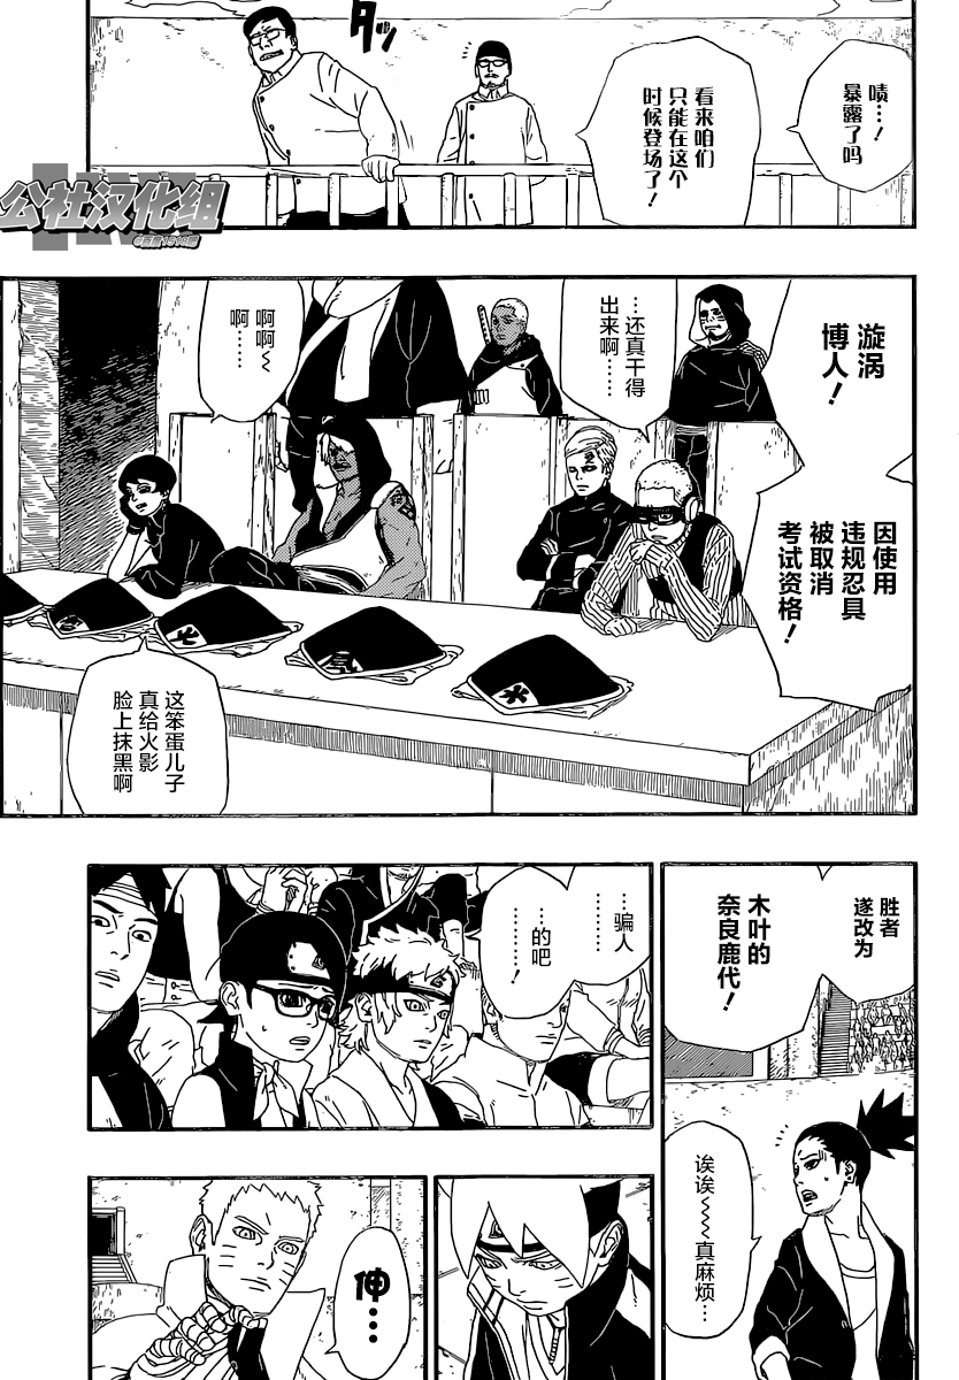 啧…！
暴露了吗
看来咱们
只能在这个
时候登场了！
ダッ
公社汉化组
漩涡
博人！
因使用
违规忍具
被取消
考试资格！
…还真干得
出来啊……
啊啊～
啊……
这笨蛋儿子
真给火影
脸上抹黑啊
胜者
遂改为
木叶的
奈良鹿代！
诶诶～～真麻烦…
……骗人
……的吧
……！
伸…